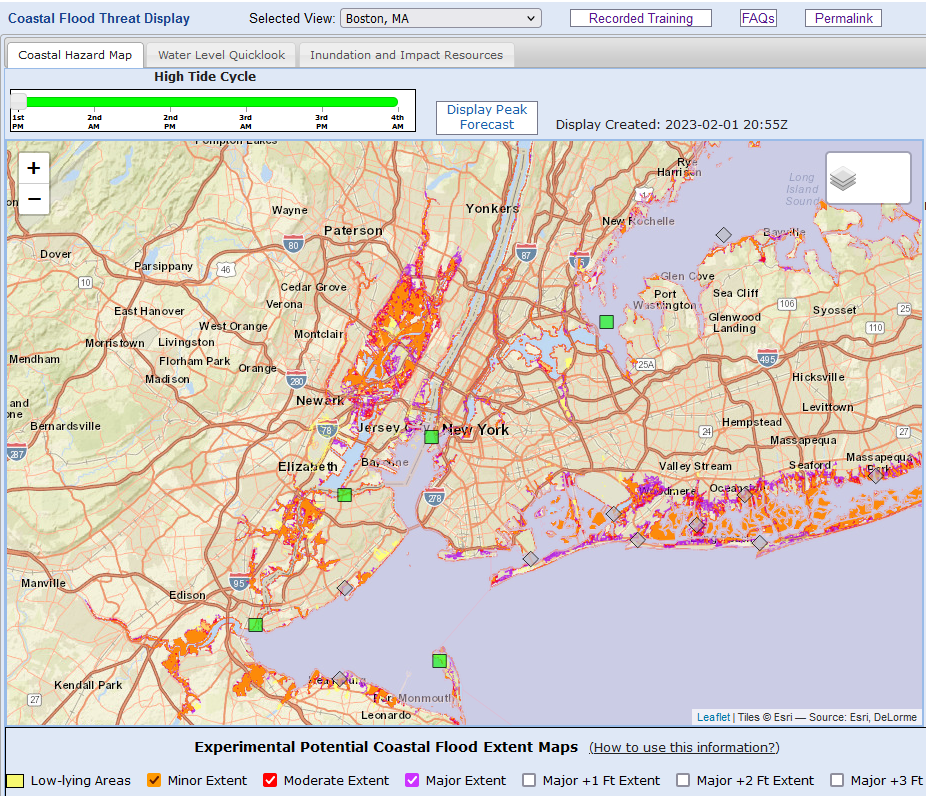 Coastal Flood Threat Display
Selected View: Boston, MA
Recorded Training
FAQs
Permalink
Coastal Hazard Map
Water Level Quicklook
Inundation and Impact Resources
High Tide Cycle
1st PM
2nd AM
2nd PM
3rd AM
3rd PM
4th AM
Display Peak
Forecast
Display Created: 2023-02-01 20:55Z
+
−
Pompton Lakes
Rye
Harrison
Long
Island
Sound
Wayne
Yonkers
New Rochelle
Paterson
Bayville
80
87
95
Dover
Parsippany
46
10
Glen Cove
Cedar Grove
Port
Washington
Sea Cliff
Verona
106
Syosset
25
East Hanover
Glenwood
Landing
West Orange
110
Montclair
Morristown
Livingston
Mendham
Florham Park
25A
495
Orange
Madison
280
Hicksville
Newark
and
one
Levittown
Bernardsville
78
Jersey City
New York
Hempstead
24
27
Massapequa
287
Elizabeth
Bayonne
Valley Stream
Seaford
Massapequa
Park
278
Woodmere
Oceanside
Manville
95
Edison
Kendall Park
27
Port Monmouth
Leonardo
Leaflet | Tiles © Esri — Source: Esri, DeLorme
Experimental Potential Coastal Flood Extent Maps (How to use this information?)
Low-lying Areas
Minor Extent
Moderate Extent
Major Extent
Major +1 Ft Extent
Major +2 Ft Extent
Major +3 Ft